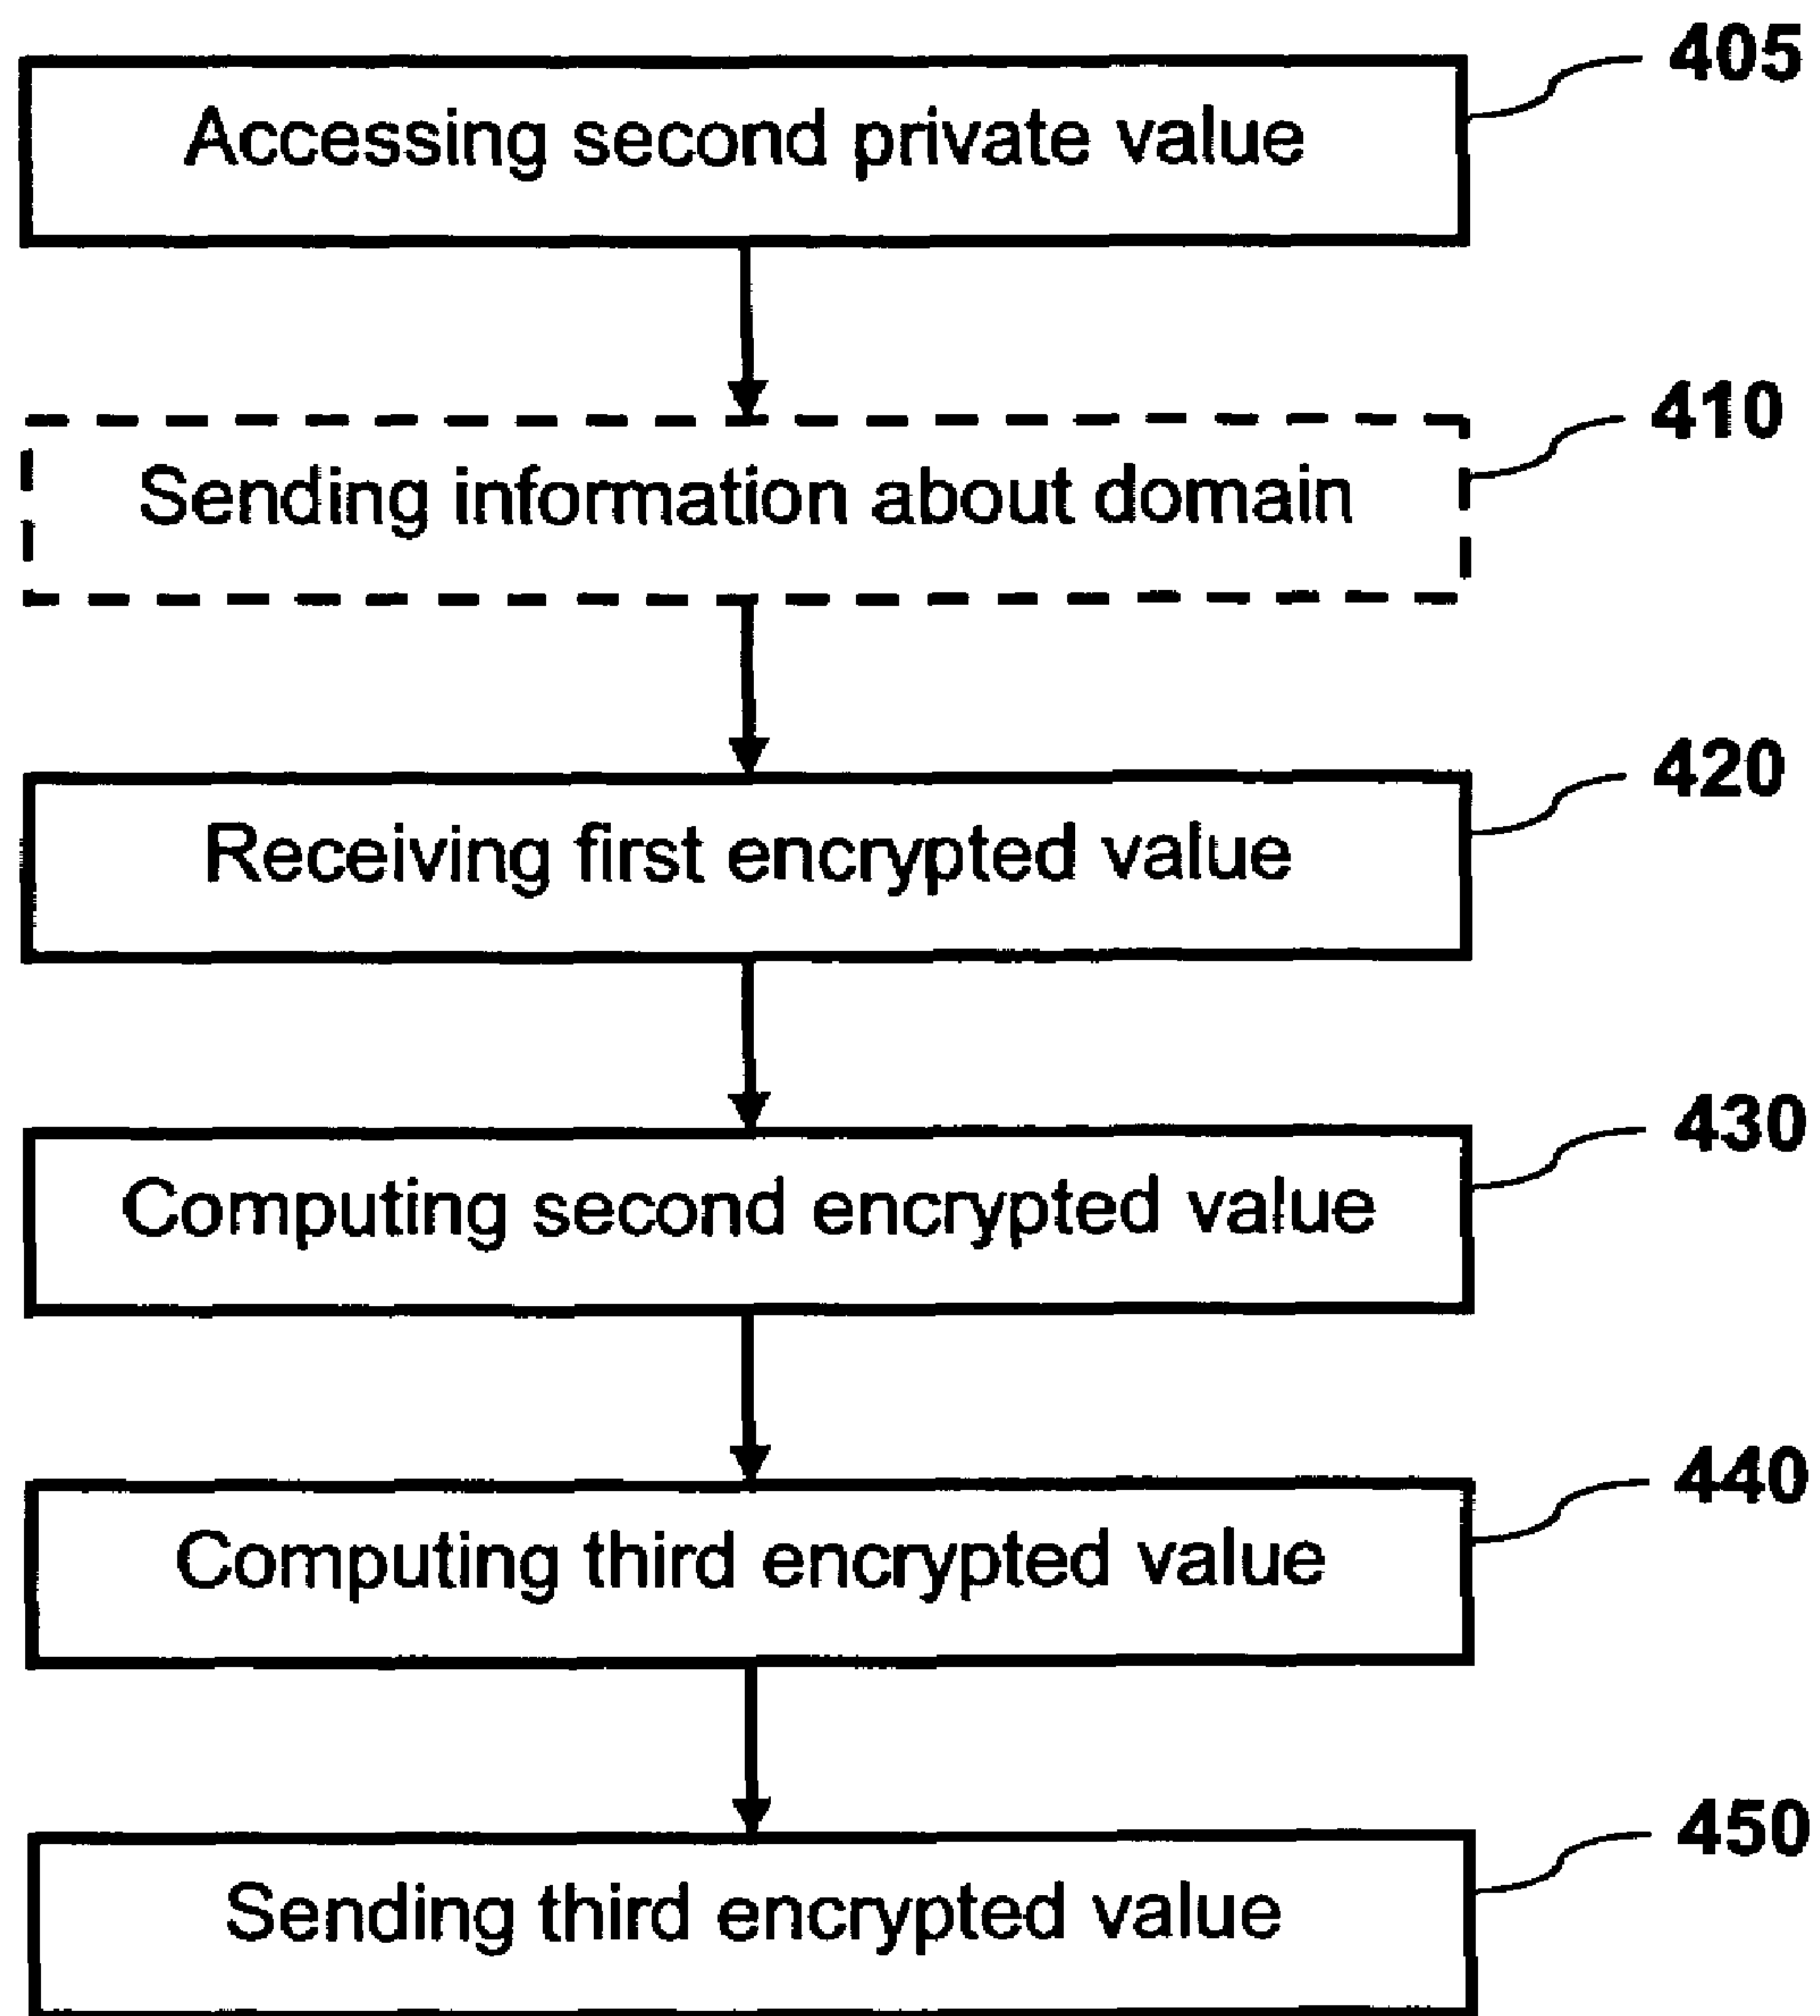 405
Accessing second private value
410
Sending information about domain
420
Receiving first encrypted value
430
Computing second encrypted value
440
Computing third encrypted value
450
Sending third encrypted value